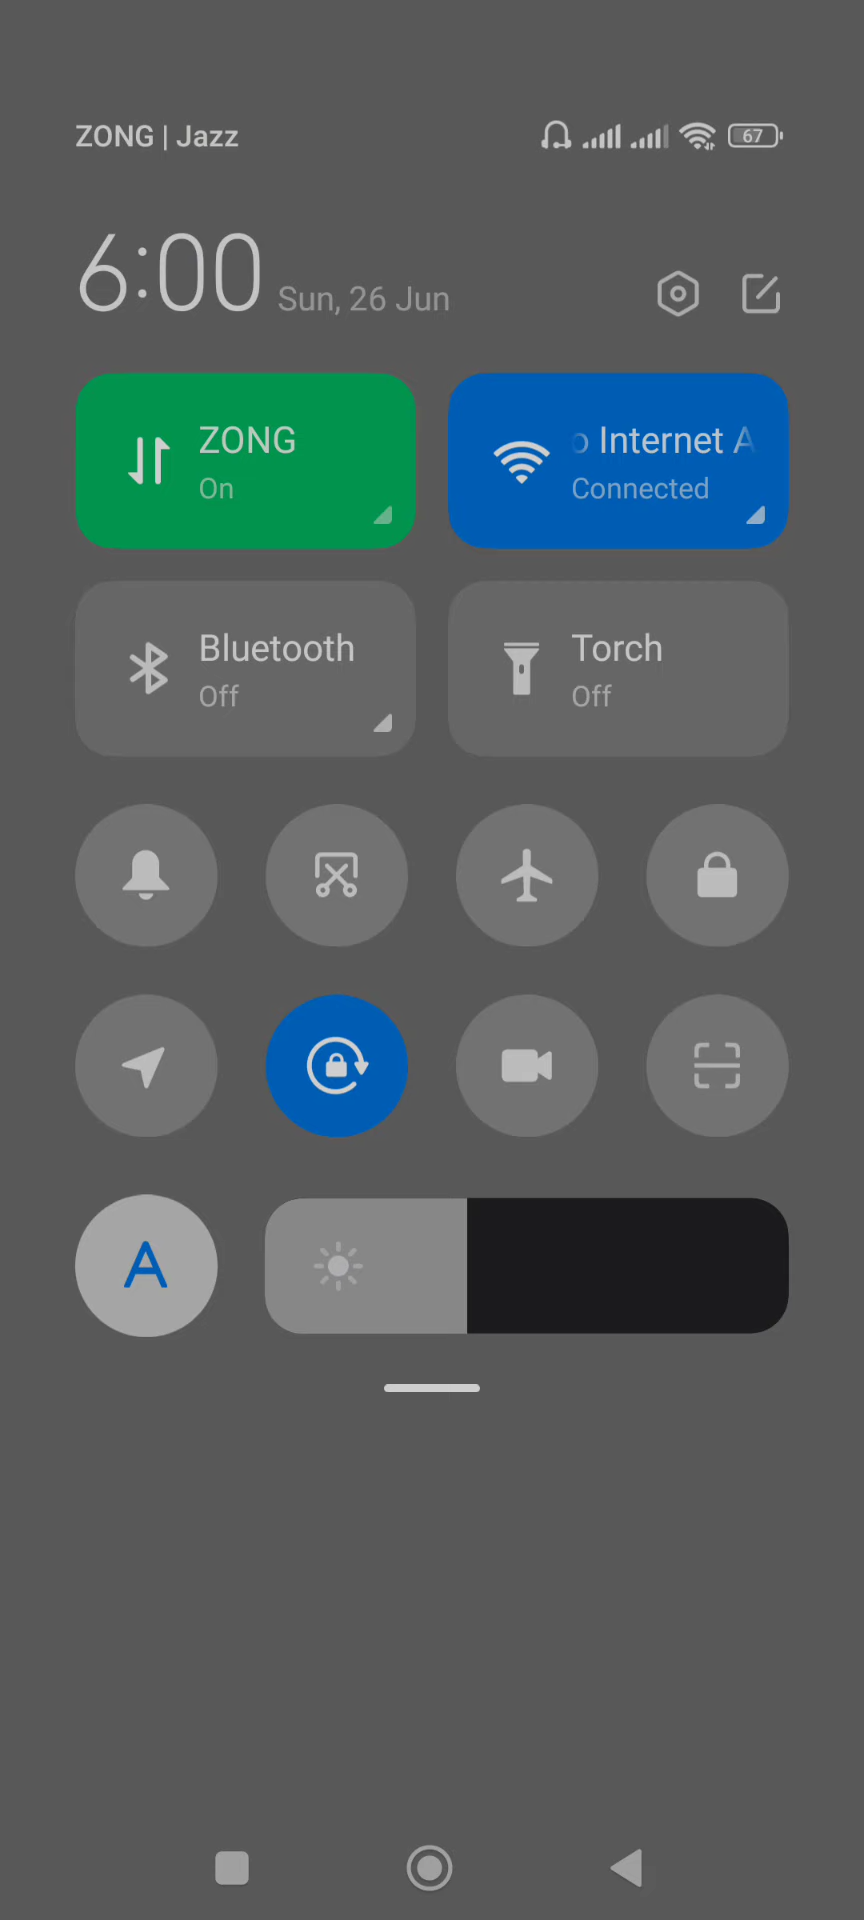 ZONG | Jazz
67
6:00 Sun, 26 Jun
ZONG
On
o Internet A
Connected
Bluetooth
Off
Torch
Off
A